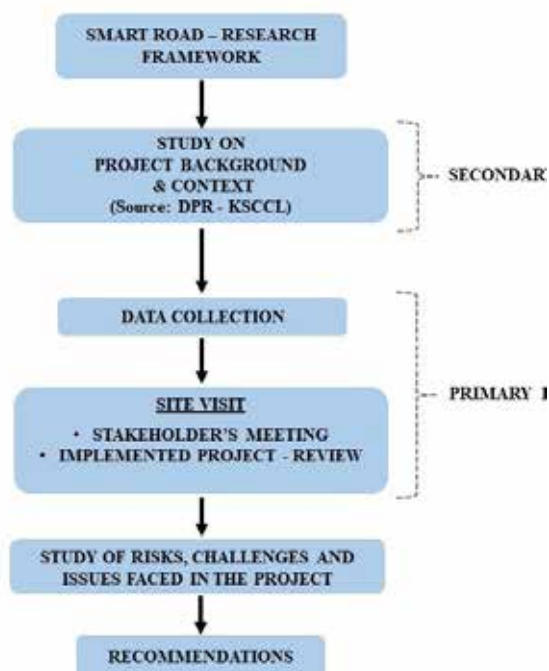 SMART ROAD – RESEARCH
FRAMEWORK
STUDY ON
PROJECT BACKGROUND
& CONTEXT
(Source: DPR - KSCCL)
SECONDARY
DATA COLLECTION
SITE VISIT
• STAKEHOLDER'S MEETING
• IMPLEMENTED PROJECT - REVIEW
PRIMARY
STUDY OF RISKS, CHALLENGES AND
ISSUES FACED IN THE PROJECT
RECOMMENDATIONS